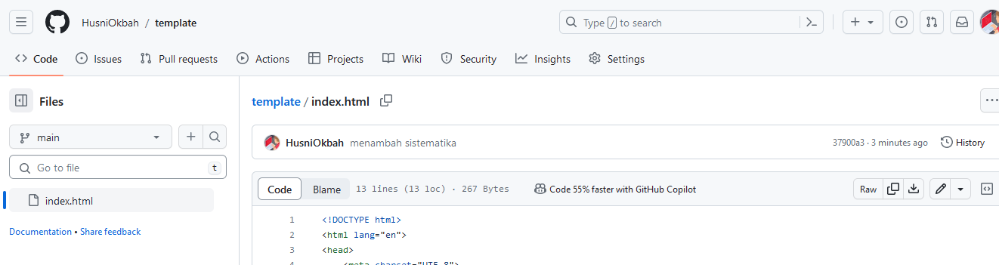 HusniOkbah / template
Type / to search
Code Issues Pull requests Actions Projects Wiki Security Insights Settings
Files
main
Go to file t
index.html
Documentation • Share feedback
template / index.html
HusniOkbah menambah sistematika 37900a3 · 3 minutes ago History
Code Blame 13 lines (13 loc) · 267 Bytes Code 55% faster with GitHub Copilot Raw
1 <!DOCTYPE html>
2 <html lang="en">
3 <head>
4 <meta charset="UTF-8">